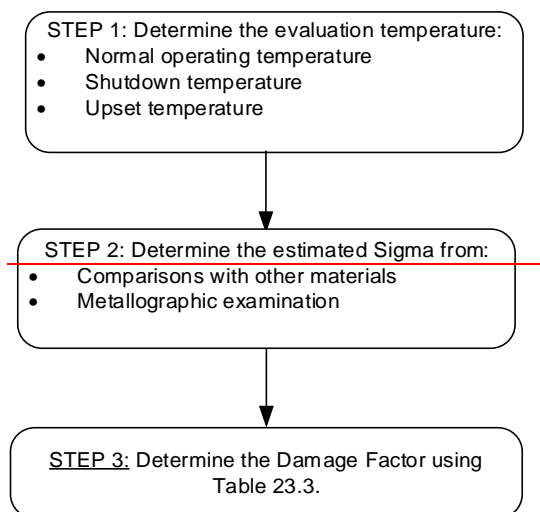 STEP 1: Determine the evaluation temperature:
• Normal operating temperature
• Shutdown temperature
• Upset temperature
STEP 2: Determine the estimated Sigma from:
• Comparisons with other materials
• Metallographic examination
STEP 3: Determine the Damage Factor using
Table 23.3.